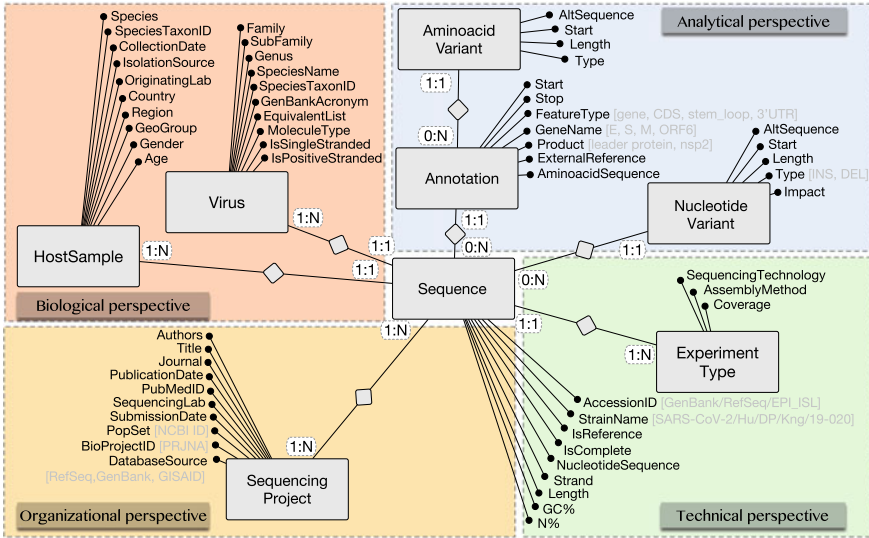 Species
SpeciesTaxonID
CollectionDate
IsolationSource
OriginatingLab
Country
Region
GeoGroup
Gender
Age
Family
SubFamily
Genus
SpeciesName
SpeciesTaxonID
GenBankAcronym
EquivalentList
MoleculeType
IsSingleStranded
IsPositiveStranded
Virus
1:N
HostSample
1:N
1:1
1:1
Biological perspective
Aminoacid
Variant
AltSequence
Start
Length
Type
Analytical perspective
1:1
0:N
Start
Stop
FeatureType [gene, CDS, stem_loop, 3'UTR]
GeneName [E, S, M, ORF6]
Product [leader protein, nsp2]
ExternalReference
AminoacidSequence
Annotation
1:1
0:N
AltSequence
Start
Length
Type [INS, DEL]
Impact
Nucleotide
Variant
1:1
0:N
Sequence
1:N
1:1
SequencingTechnology
AssemblyMethod
Coverage
1:N
Experiment
Type
AccessionID [GenBank/RefSeq/EPI_ISL]
StrainName [SARS-CoV-2/Hu/DP/Kng/19-020]
IsReference
IsComplete
NucleotideSequence
Strand
Length
GC%
N%
Technical perspective
Authors
Title
Journal
PublicationDate
PubMedID
SequencingLab
SubmissionDate
PopSet [NCBI ID]
BioProjectID [PRJNA]
DatabaseSource
[RefSeq,GenBank, GISAID]
1:N
Sequencing
Project
Organizational perspective